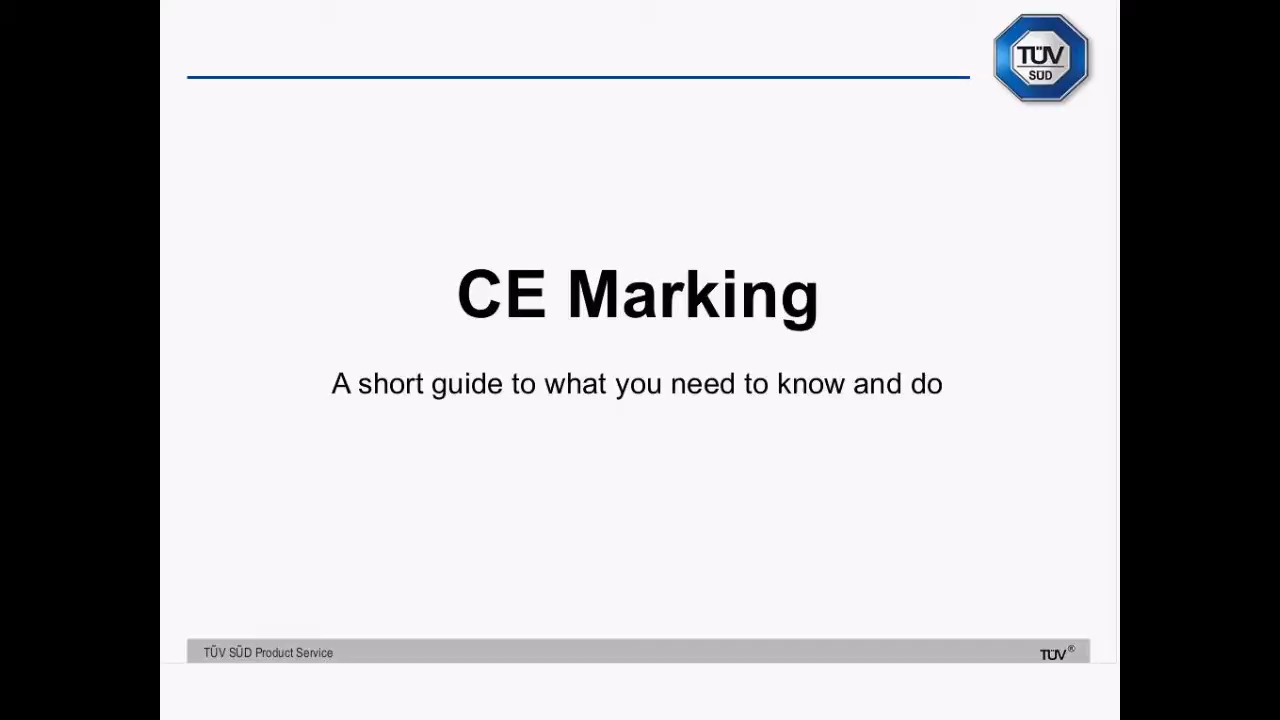 TÜV
SÜD
CE Marking
A short guide to what you need to know and do
TÜV SÜD Product Service
TÜV®